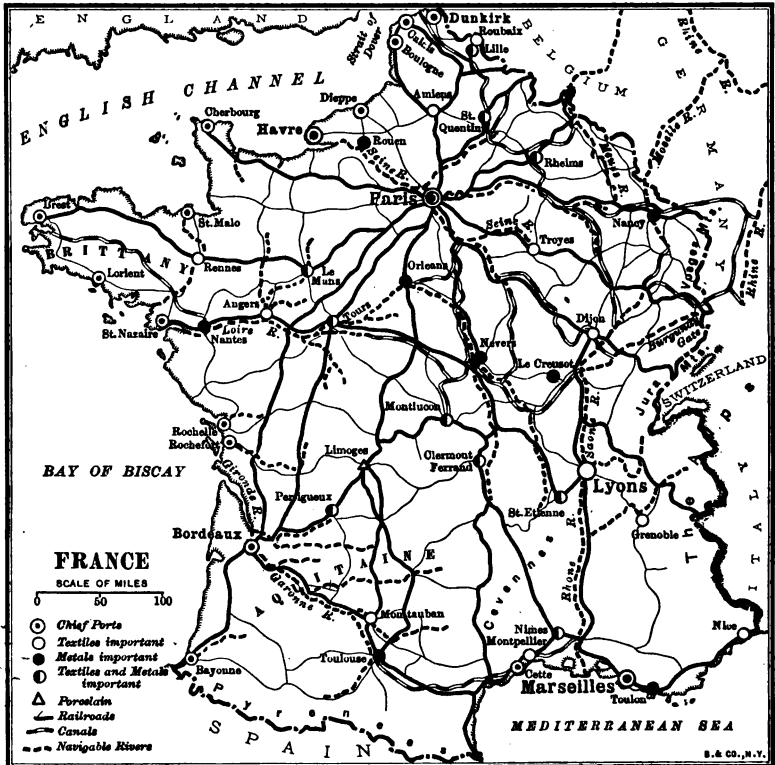 ENGLAND
Strait of Dover
Dunkirk
Roubaix
Lille
Boulogne
BELGIUM
GERMANY
Rhine R.
Moselle R.
Meuse R.
ENGLISH CHANNEL
Dieppe
Amiens
St. Quentin
Cherbourg
Havre
Rouen
Seine R.
Rheims
Paris
Brest
St. Malo
Seine R.
Nancy
Troyes
Vosges M
Rhine R.
BRITTANY
Lorient
Rennes
Le Mans
Orleans
Angers
Tours
St. Nazaire
Nantes
Loire R.
Dijon
Burgundy Gate
Nevers
Le Creusot
Jura Mts
SWITZERLAND
Montlucon
Saone R.
Rochelle
Rochefort
Limoges
Clermont Ferrand
Gironde R.
BAY OF BISCAY
Lyons
Perigueux
St. Etienne
Grenoble
The Alps
ITALY
Bordeaux
AQUITAINE
Garonne R.
Cevennes
Rhone R.
FRANCE
SCALE OF MILES
0 50 100
Chief Ports
Textiles important
Metals important
Textiles and Metals
important
Porcelain
Railroads
Canals
Navigable Rivers
Montauban
Nimes
Montpellier
Nice
Bayonne
Toulouse
Cette
Marseilles
Toulon
Pyrenees
SPAIN
MEDITERRANEAN SEA
B.& CO., N.Y.